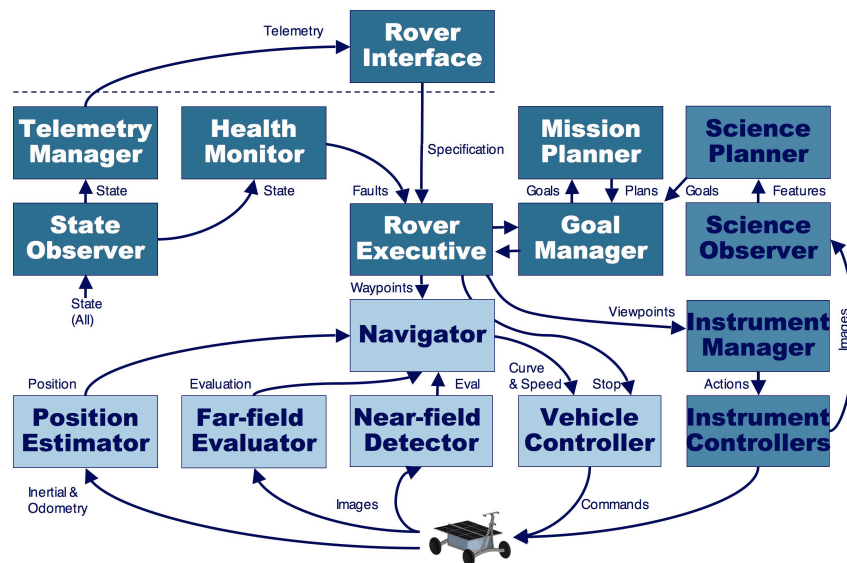 Telemetry
Rover
Interface
Telemetry
Manager
Health
Monitor
Specification
Mission
Planner
Science
Planner
State
State
Faults
Goals
Plans
Goals
Features
State
Observer
Rover
Executive
Goal
Manager
Science
Observer
State
(All)
Waypoints
Viewpoints
Images
Navigator
Instrument
Manager
Position
Evaluation
Eval
Curve
& Speed
Stop
Actions
Position
Estimator
Far-field
Evaluator
Near-field
Detector
Vehicle
Controller
Instrument
Controllers
Inertial &
Odometry
Images
Commands